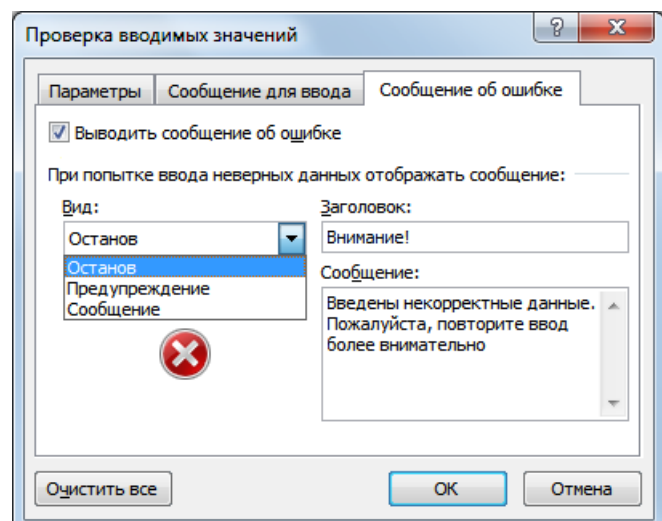 Проверка вводимых значений
Параметры Сообщение для ввода Сообщение об ошибке
Выводить сообщение об ошибке
При попытке ввода неверных данных отображать сообщение:
Вид: Заголовок:
Останов Внимание!
Останов Сообщение:
Предупреждение Введены некорректные данные.
Сообщение Пожалуйста, повторите ввод
более внимательно
Очистить все ОК Отмена